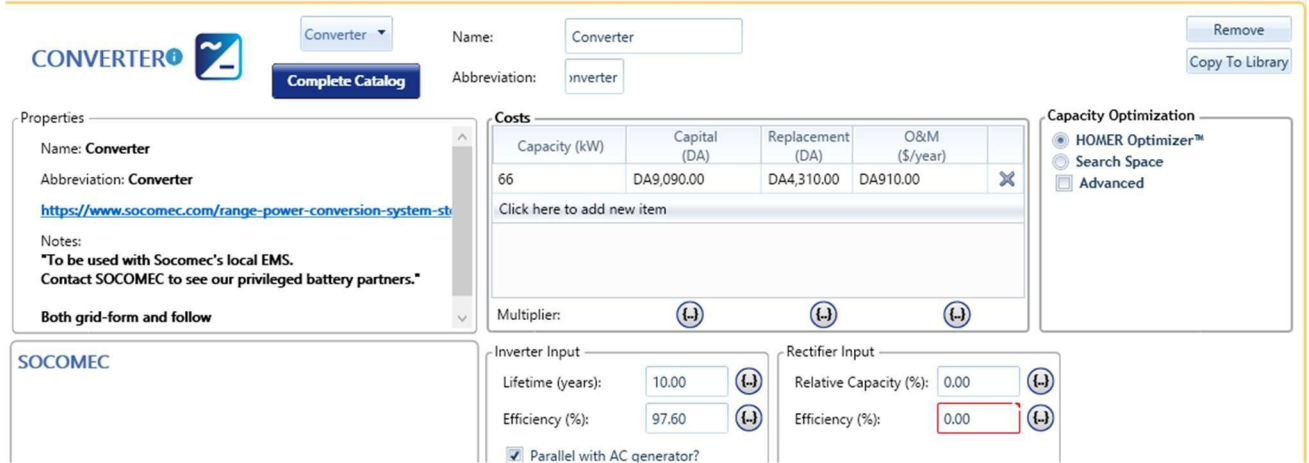 CONVERTER
Converter
Complete Catalog
Name: Converter
Abbreviation: onverter
Remove
Copy To Library
Properties
Name: Converter
Abbreviation: Converter
https://www.socomec.com/range-power-conversion-system-sto
Notes:
"To be used with Socomec's local EMS.
Contact SOCOMEC to see our privileged battery partners."
Both grid-form and follow
Costs
Capacity (kW) Capital (DA) Replacement (DA) O&M ($/year)
66 DA9,090.00 DA4,310.00 DA910.00
Click here to add new item
Multiplier: {..} {..} {..}
Capacity Optimization
HOMER Optimizer™
Search Space
Advanced
SOCOMEC
Inverter Input
Lifetime (years): 10.00 {..}
Efficiency (%): 97.60 {..}
Parallel with AC generator?
Rectifier Input
Relative Capacity (%): 0.00 {..}
Efficiency (%): 0.00 {..}